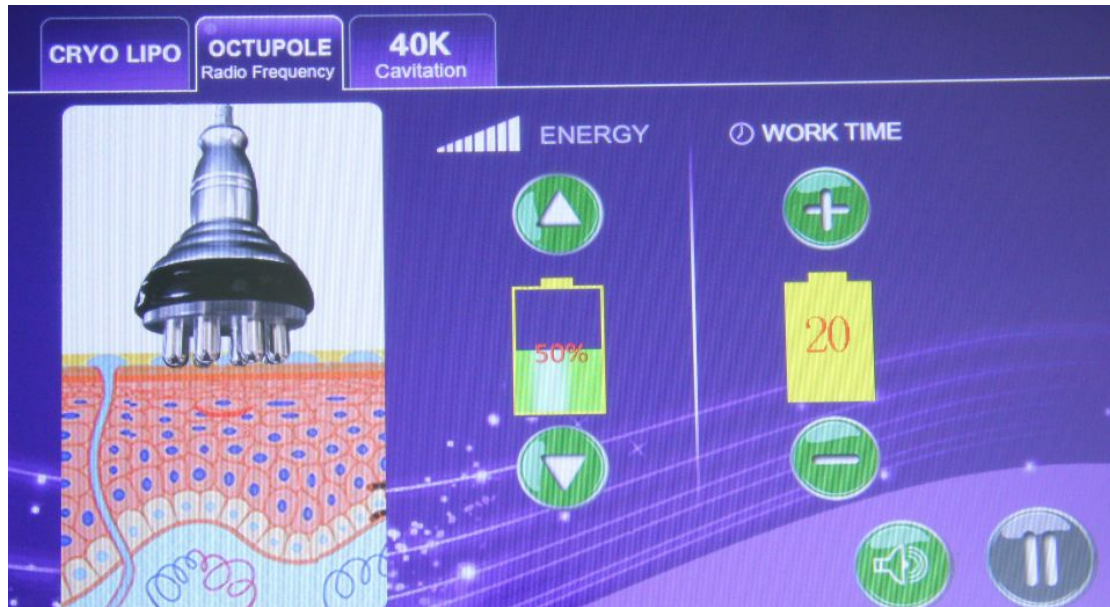 CRYO LIPO
OCTUPOLE
Radio Frequency
40K
Cavitation
ENERGY
WORK TIME
50%
20